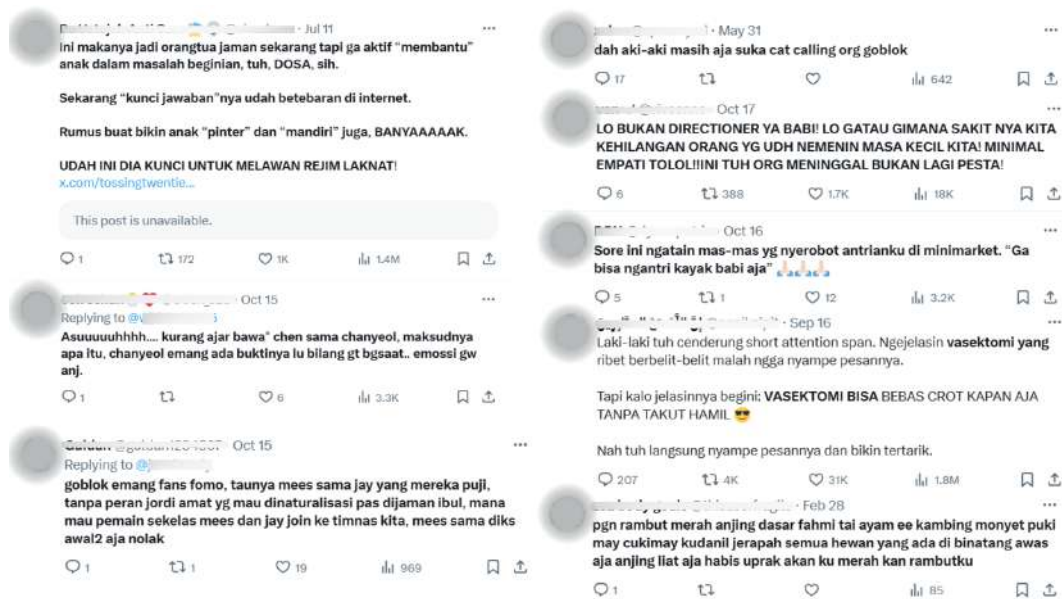 Jul 11
Ini makanya jadi orangtua jaman sekarang tapi ga aktif “membantu”
anak dalam masalah beginian, tuh, DOSA, sih.
Sekarang “kunci jawaban”nya udah betebaran di internet.
Rumus buat bikin anak “pinter” dan “mandiri” juga, BANYAAAAAK.
UDAH INI DIA KUNCI UNTUK MELAWAN REJIM LAKNAT!
x.com/tossingtwentie...
This post is unavailable.
1 172 1K 1.4M
Oct 15
Replying to
Asuuuuuhhhh.... kurang ajar bawa" chen sama chanyeol, maksudnya
apa itu, chanyeol emang ada buktinya lu bilang gt bgsaat.. emossi gw
anj.
1 6 3.3K
Oct 15
Replying to
goblok emang fans fomo, taunya mees sama jay yang mereka puji,
tanpa peran jordi amat yg mau dinaturalisasi pas dijaman ibul, mana
mau pemain sekelas mees dan jay join ke timnas kita, mees sama diks
awal2 aja nolak
1 1 19 969
May 31
dah aki-aki masih aja suka cat calling org goblok
17 642
Oct 17
LO BUKAN DIRECTIONER YA BABI! LO GATAU GIMANA SAKIT NYA KITA
KEHILANGAN ORANG YG UDH NEMENIN MASA KECIL KITA! MINIMAL
EMPATI TOLOL!!!INI TUH ORG MENINGGAL BUKAN LAGI PESTA!
6 388 1.7K 18K
Oct 16
Sore ini ngatain mas-mas yg nyerobot antrianku di minimarket. “Ga
bisa ngantri kayak babi aja” 🙏🏻🙏🏻🙏🏻
5 1 12 3.2K
Sep 16
Laki-laki tuh cenderung short attention span. Ngejelasin vasektomi yang
ribet berbelit-belit malah ngga nyampe pesannya.
Tapi kalo jelasinnya begini: VASEKTOMI BISA BEBAS CROT KAPAN AJA
TANPA TAKUT HAMIL 😎
Nah tuh langsung nyampe pesannya dan bikin tertarik.
207 4K 31K 1.8M
Feb 28
pgn rambut merah anjing dasar fahmi tai ayam ee kambing monyet puki
may cukimay kudanil jerapah semua hewan yang ada di binatang awas
aja anjing liat aja habis uprak akan ku merah kan rambutku
1 85